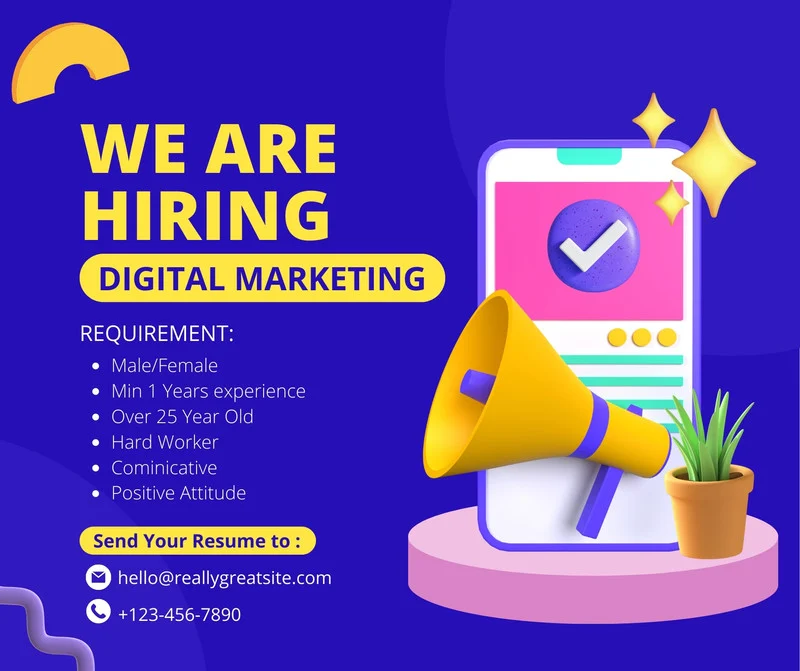 WE ARE
HIRING
DIGITAL MARKETING
REQUIREMENT:
• Male/Female
• Min 1 Years experience
• Over 25 Year Old
• Hard Worker
• Cominicative
• Positive Attitude
Send Your Resume to :
hello@reallygreatsite.com
+123-456-7890